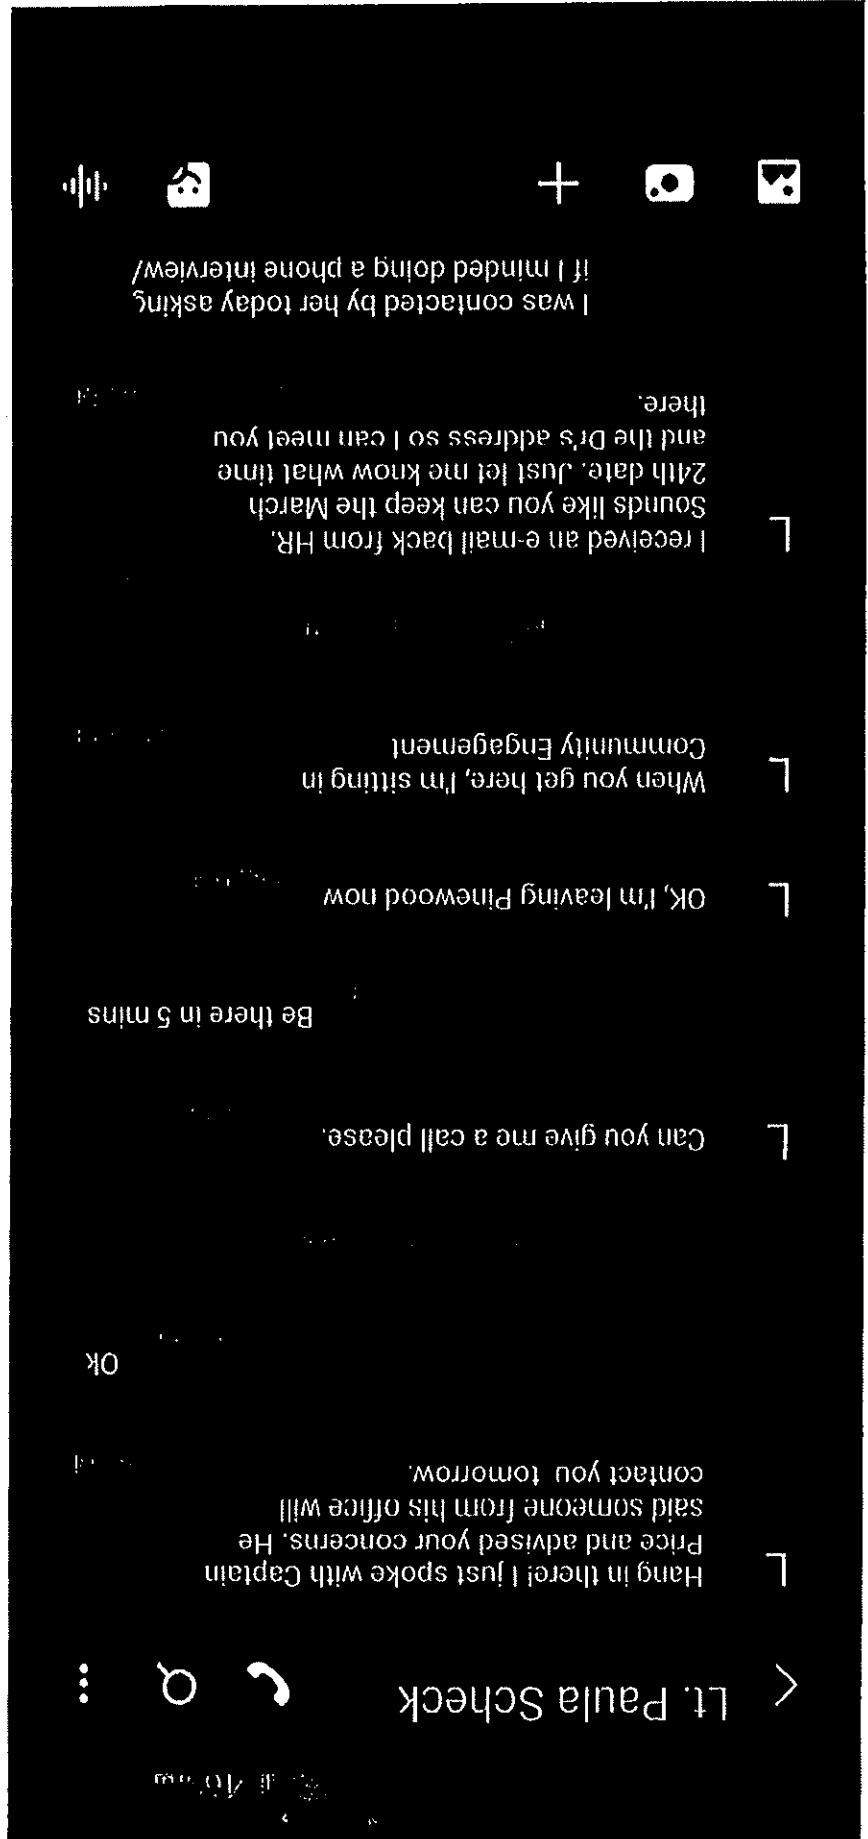 Lt. Paula Scheck
L
Hang in there! I just spoke with Captain
Price and advised your concerns. He
said someone from his office will
contact you tomorrow.
Ok
L
Can you give me a call please.
Be there in 5 mins
L
OK, I'm leaving Pinewood now
L
When you get here, I'm sitting in
Community Engagement
L
I received an e-mail back from HR.
Sounds like you can keep the March
24th date. Just let me know what time
and the Dr's address so I can meet you
there.
I was contacted by her today asking
if I minded doing a phone interview/